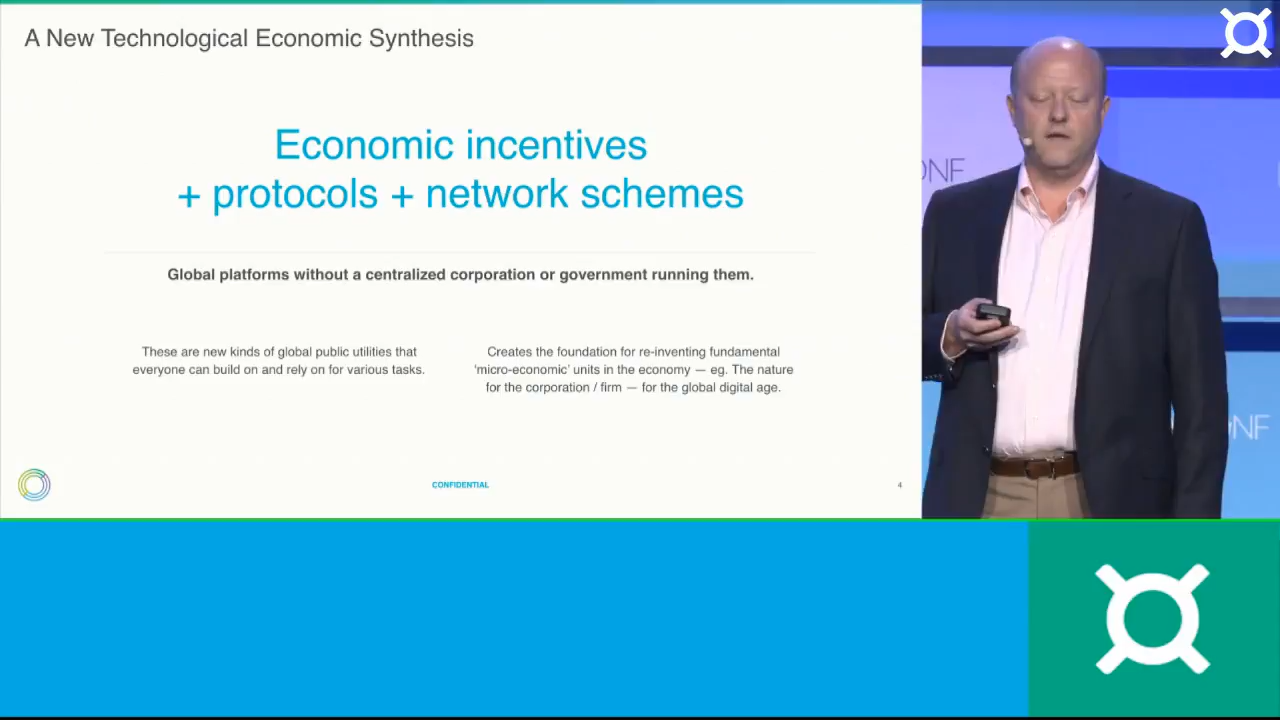 A New Technological Economic Synthesis
Economic incentives
+ protocols + network schemes
Global platforms without a centralized corporation or government running them.
These are new kinds of global public utilities that
everyone can build on and rely on for various tasks.
Creates the foundation for re-inventing fundamental
‘micro-economic’ units in the economy — eg. The nature
for the corporation / firm — for the global digital age.
CONFIDENTIAL
4
ONF
NF